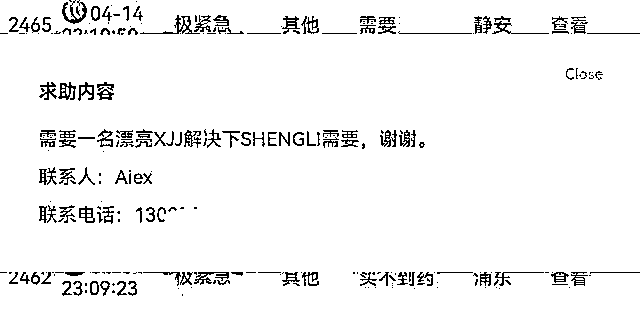 2465 04-14 极紧急 其他 需要 静安 查看
Close
求助内容
需要一名漂亮XJJ解决下SHENGLI需要，谢谢。
联系人：Aiex
联系电话：130
2462 23:09:23 极紧急 其他 买不到药 浦东 查看